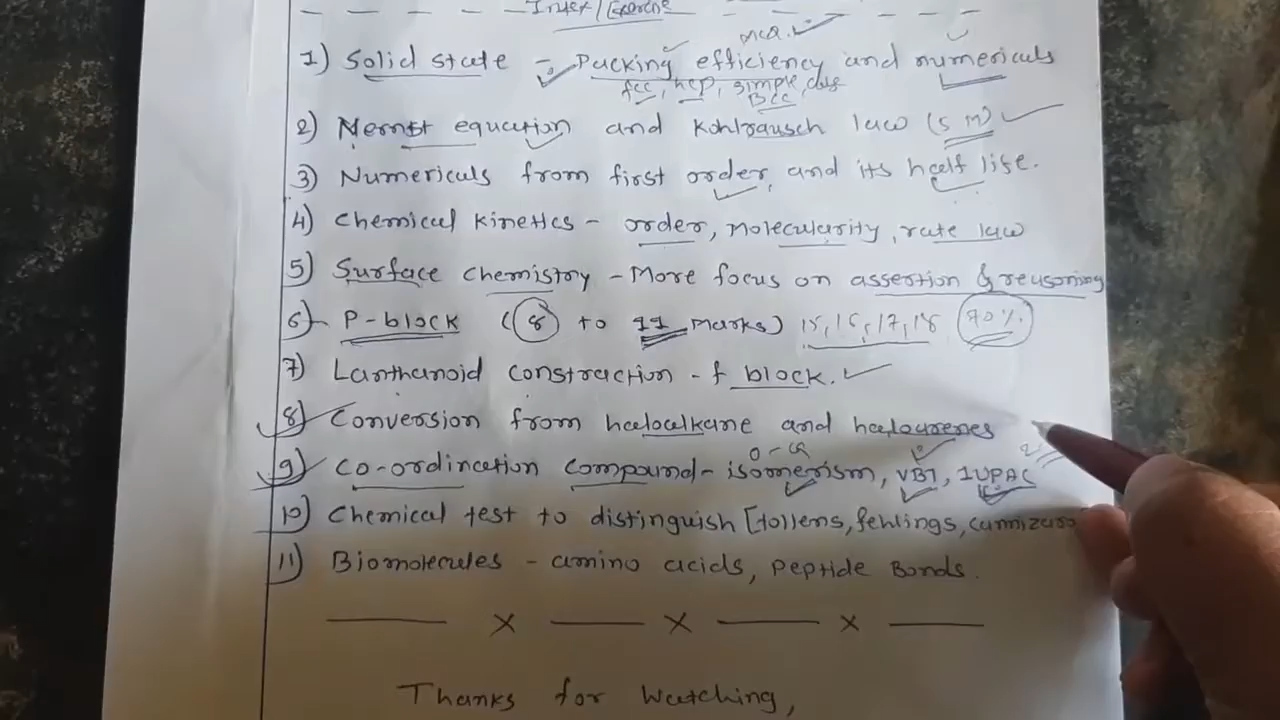 Intex/Exercise
mcq.
1) Solid state - Packing efficiency and numericals
fcc, hcp, simple,
BCC
2) Nernst equcation and Kohlrausch law (5 M)
3) Numericals from first order, and its half life.
4) Chemical kinetics - order, Molecularity, rate law
5) Surface chemistry - More focus on assertion & reasoning
6) P-block (8 to 11 Marks) 15, 16, 17, 18 70%.
7) Lanthanoid constraction - f block.
8) Conversion from haloalkane and haloarenes
9) Co-ordination compound - isomerism, VBT, IUPAC
10) Chemical test to distinguish [tollens, fehlings, cannizaro
11) Biomolecules - amino acids, peptide Bonds.
x x x
Thanks for Watching,